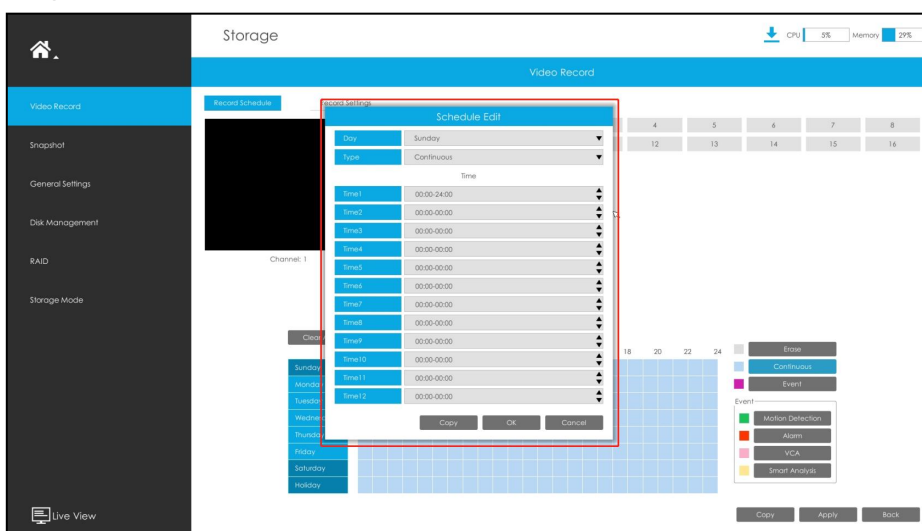 Storage
CPU 5% Memory 29%
Video Record
Video Record
Record Schedule
Record Settings
Schedule Edit
4 5 6 7 8
Day Sunday
12 13 14 15 16
Snapshot
Type Continuous
Time
General Settings
Time1 00:00-24:00
Time2 00:00-00:00
Disk Management
Time3 00:00-00:00
Time4 00:00-00:00
RAID
Channel: 1
Time5 00:00-00:00
Time6 00:00-00:00
Storage Mode
Time7 00:00-00:00
Time8 00:00-00:00
Time9 00:00-00:00
18 20 22 24
Erase
Time10 00:00-00:00
Sunday
Continuous
Time11 00:00-00:00
Event
Time12 00:00-00:00
Event
Copy OK Cancel
Motion Detection
Alarm
Friday
VCA
Saturday
Smart Analysis
Holiday
Live View
Copy Apply Back